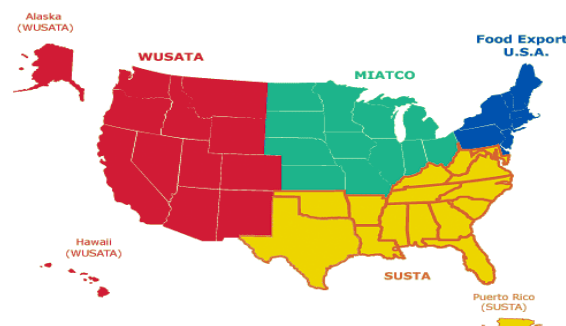 Alaska
(WUSATA)
WUSATA
MIATCO
Food Export
U.S.A.
Hawaii
(WUSATA)
SUSTA
Puerto Rico
(SUSTA)